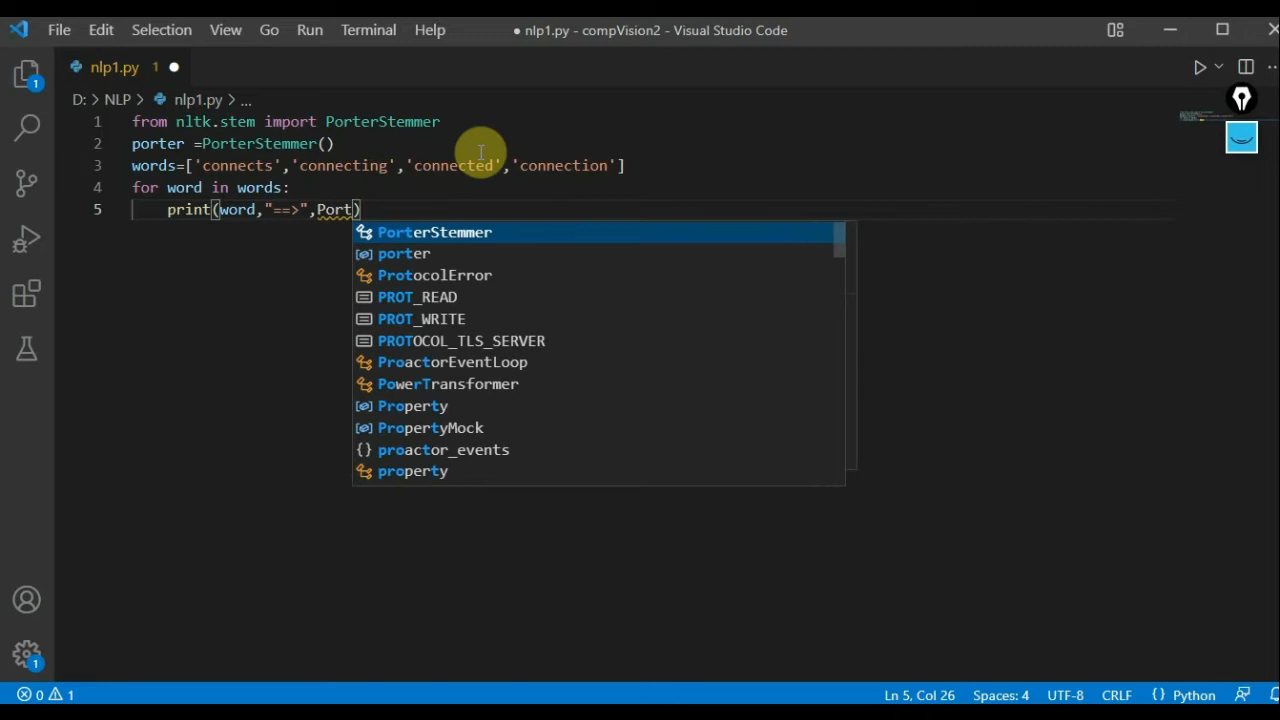 File Edit Selection View Go Run Terminal Help ● nlp1.py - compVision2 - Visual Studio Code
nlp1.py 1 ●
1
D: > NLP > nlp1.py > ...
1 from nltk.stem import PorterStemmer
2 porter =PorterStemmer()
3 words=['connects','connecting','connected','connection']
4 for word in words:
5 print(word,"==>",Port)
PorterStemmer
porter
ProtocolError
PROT_READ
PROT_WRITE
PROTOCOL_TLS_SERVER
ProactorEventLoop
PowerTransformer
Property
PropertyMock
{} proactor_events
property
1
0 1 Ln 5, Col 26 Spaces: 4 UTF-8 CRLF {} Python